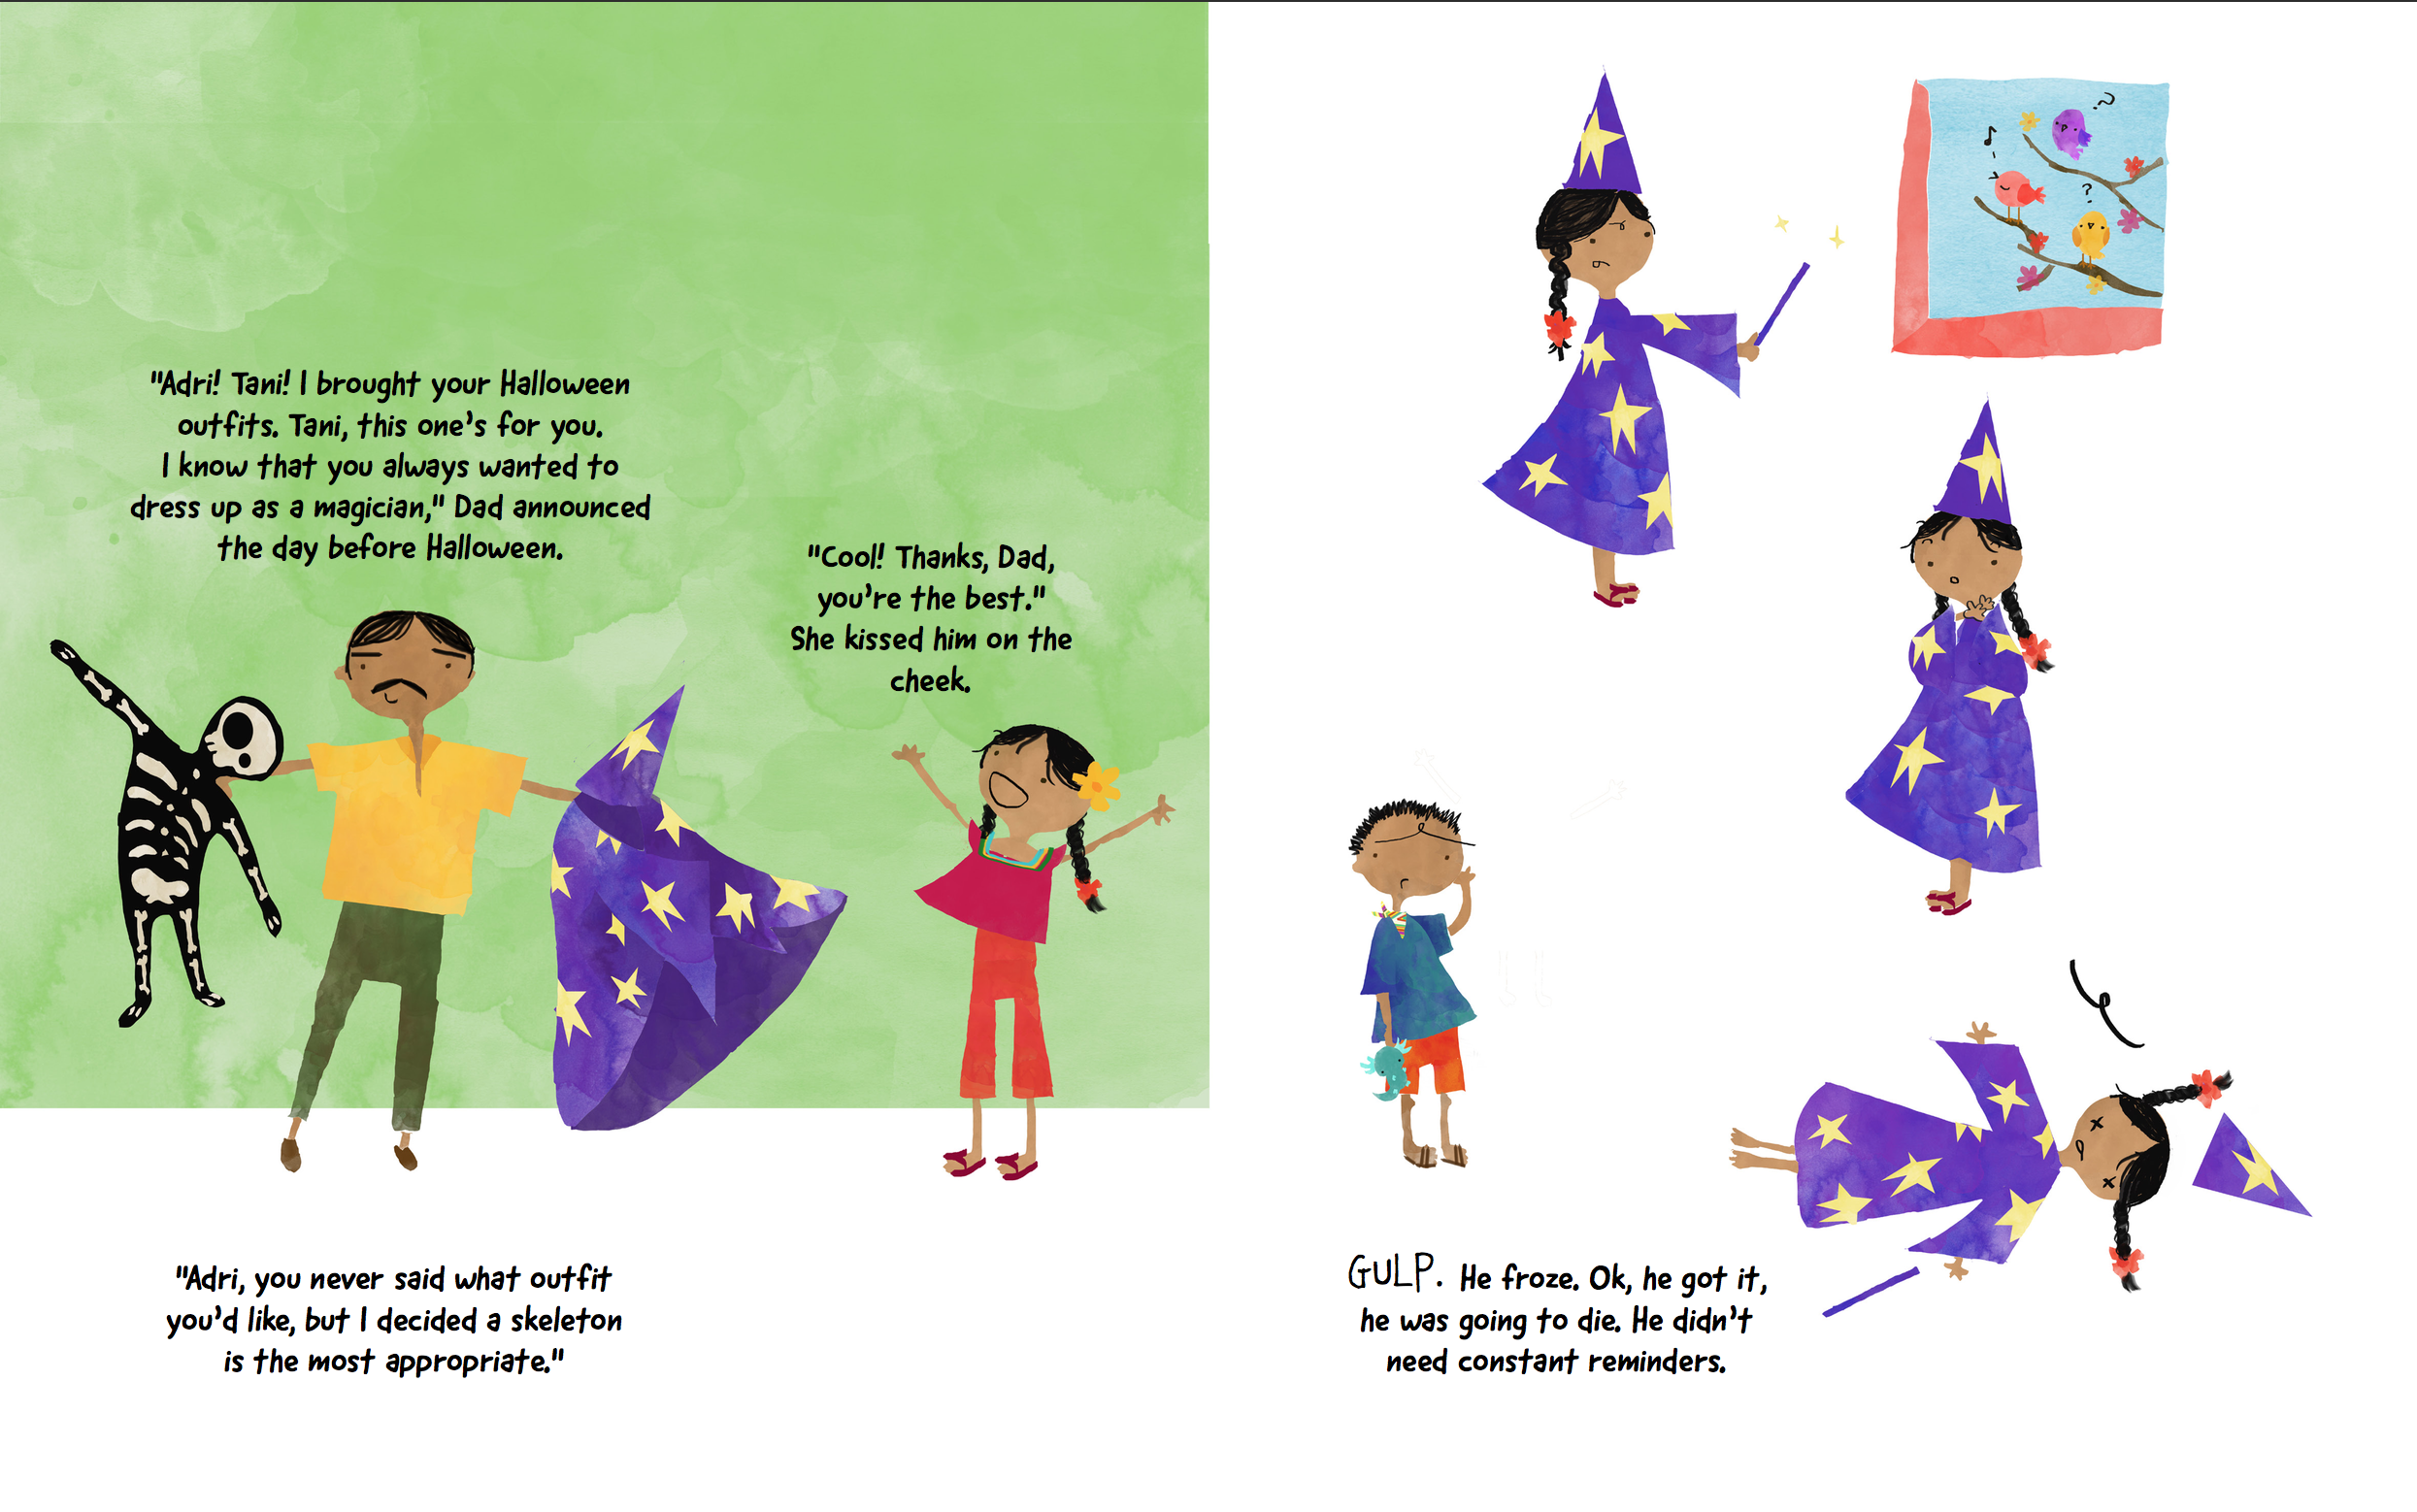 "Adri! Tani! I brought your Halloween
outfits. Tani, this one's for you.
I know that you always wanted to
dress up as a magician," Dad announced
the day before Halloween.
"Cool! Thanks, Dad,
you're the best."
She kissed him on the
cheek.
"Adri, you never said what outfit
you'd like, but I decided a skeleton
is the most appropriate."
?
?
GULP. He froze. Ok, he got it,
he was going to die. He didn't
need constant reminders.